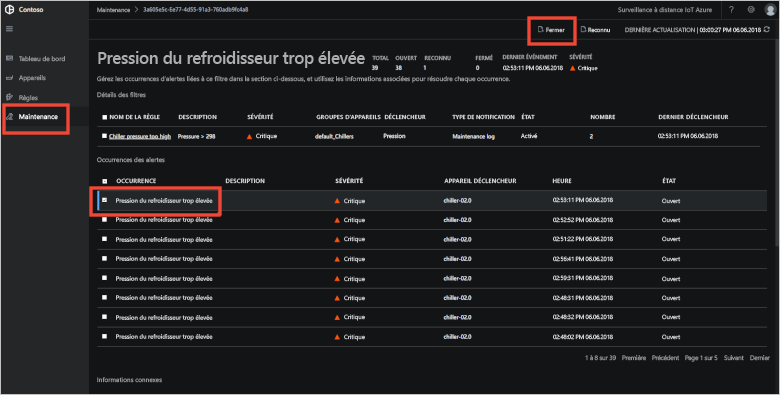 Contoso
Maintenance > 3a605e5c-6e77-4d55-91a3-760adb9fc4a8
Surveillance à distance IoT Azure
Fermer
Reconnu
DERNIÈRE ACTUALISATION | 03:00:27 PM 06.06.2018
Tableau de bord
Appareils
Règles
Maintenance
Pression du refroidisseur trop élevée
TOTAL OUVERT RECONNU FERMÉ DERNIER ÉVÉNEMENT SÉVÉRITÉ
39 38 1 0 02:53:11 PM 06.06.2018 Critique
Gérez les occurrences d'alertes liées à ce filtre dans la section ci-dessous, et utilisez les informations associées pour résoudre chaque occurrence.
Détails des filtres
NOM DE LA RÈGLE DESCRIPTION SÉVÉRITÉ GROUPES D'APPAREILS DÉCLENCHEUR TYPE DE NOTIFICATION ÉTAT NOMBRE DERNIER DÉCLENCHEUR
Chiller pressure too high Pressure > 298 Critique default_Chillers Pression Maintenance log Activé 2 02:53:11 PM 06.06.2018
Occurrences des alertes
OCCURRENCE DESCRIPTION SÉVÉRITÉ APPAREIL DÉCLENCHEUR HEURE ÉTAT
Pression du refroidisseur trop élevée Critique chiller-02.0 02:53:11 PM 06.06.2018 Ouvert
Pression du refroidisseur trop élevée Critique chiller-02.0 02:52:52 PM 06.06.2018 Ouvert
Pression du refroidisseur trop élevée Critique chiller-02.0 02:51:22 PM 06.06.2018 Ouvert
Pression du refroidisseur trop élevée Critique chiller-02.0 02:56:41 PM 06.06.2018 Ouvert
Pression du refroidisseur trop élevée Critique chiller-02.0 02:59:31 PM 06.06.2018 Ouvert
Pression du refroidisseur trop élevée Critique chiller-02.0 02:48:31 PM 06.06.2018 Ouvert
Pression du refroidisseur trop élevée Critique chiller-02.0 02:48:32 PM 06.06.2018 Ouvert
Pression du refroidisseur trop élevée Critique chiller-02.0 02:48:02 PM 06.06.2018 Ouvert
1 à 8 sur 39 Première Précédent Page 1 sur 5 Suivant Dernier
Informations connexes